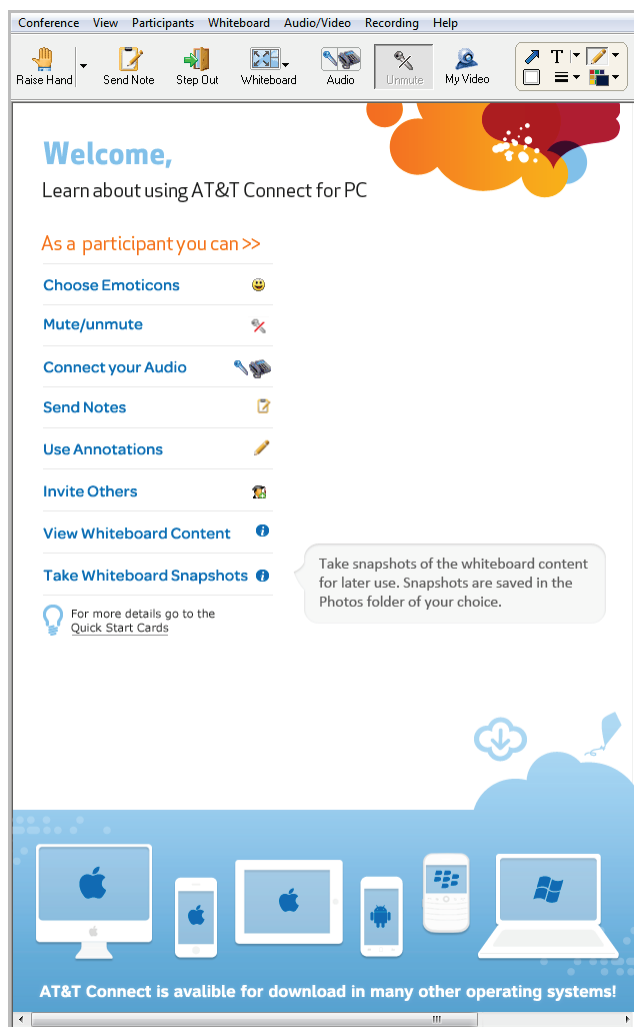 Conference View Participants Whiteboard Audio/Video Recording Help
Raise Hand Send Note Step Out Whiteboard Audio Unmute My Video
T
Welcome,
Learn about using AT&T Connect for PC
As a participant you can >>
Choose Emoticons
Mute/unmute
Connect your Audio
Send Notes
Use Annotations
Invite Others
View Whiteboard Content
Take Whiteboard Snapshots
Take snapshots of the whiteboard content
for later use. Snapshots are saved in the
Photos folder of your choice.
For more details go to the
Quick Start Cards
AT&T Connect is avalible for download in many other operating systems!